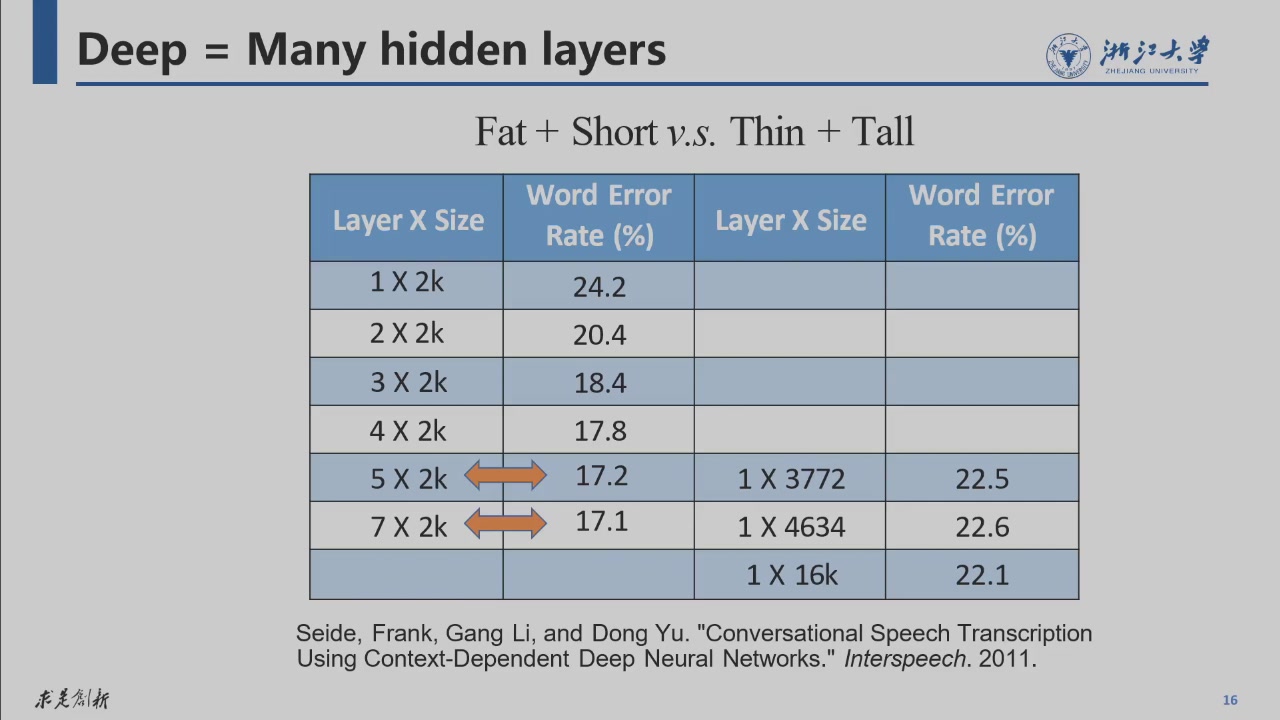 Deep = Many hidden layers
浙江大学
ZHEJIANG UNIVERSITY
Fat + Short v.s. Thin + Tall
Layer X Size Word Error Rate (%) Layer X Size Word Error Rate (%)
1 X 2k 24.2
2 X 2k 20.4
3 X 2k 18.4
4 X 2k 17.8
5 X 2k 17.2 1 X 3772 22.5
7 X 2k 17.1 1 X 4634 22.6
1 X 16k 22.1
Seide, Frank, Gang Li, and Dong Yu. "Conversational Speech Transcription
Using Context-Dependent Deep Neural Networks." Interspeech. 2011.
求是创新
16